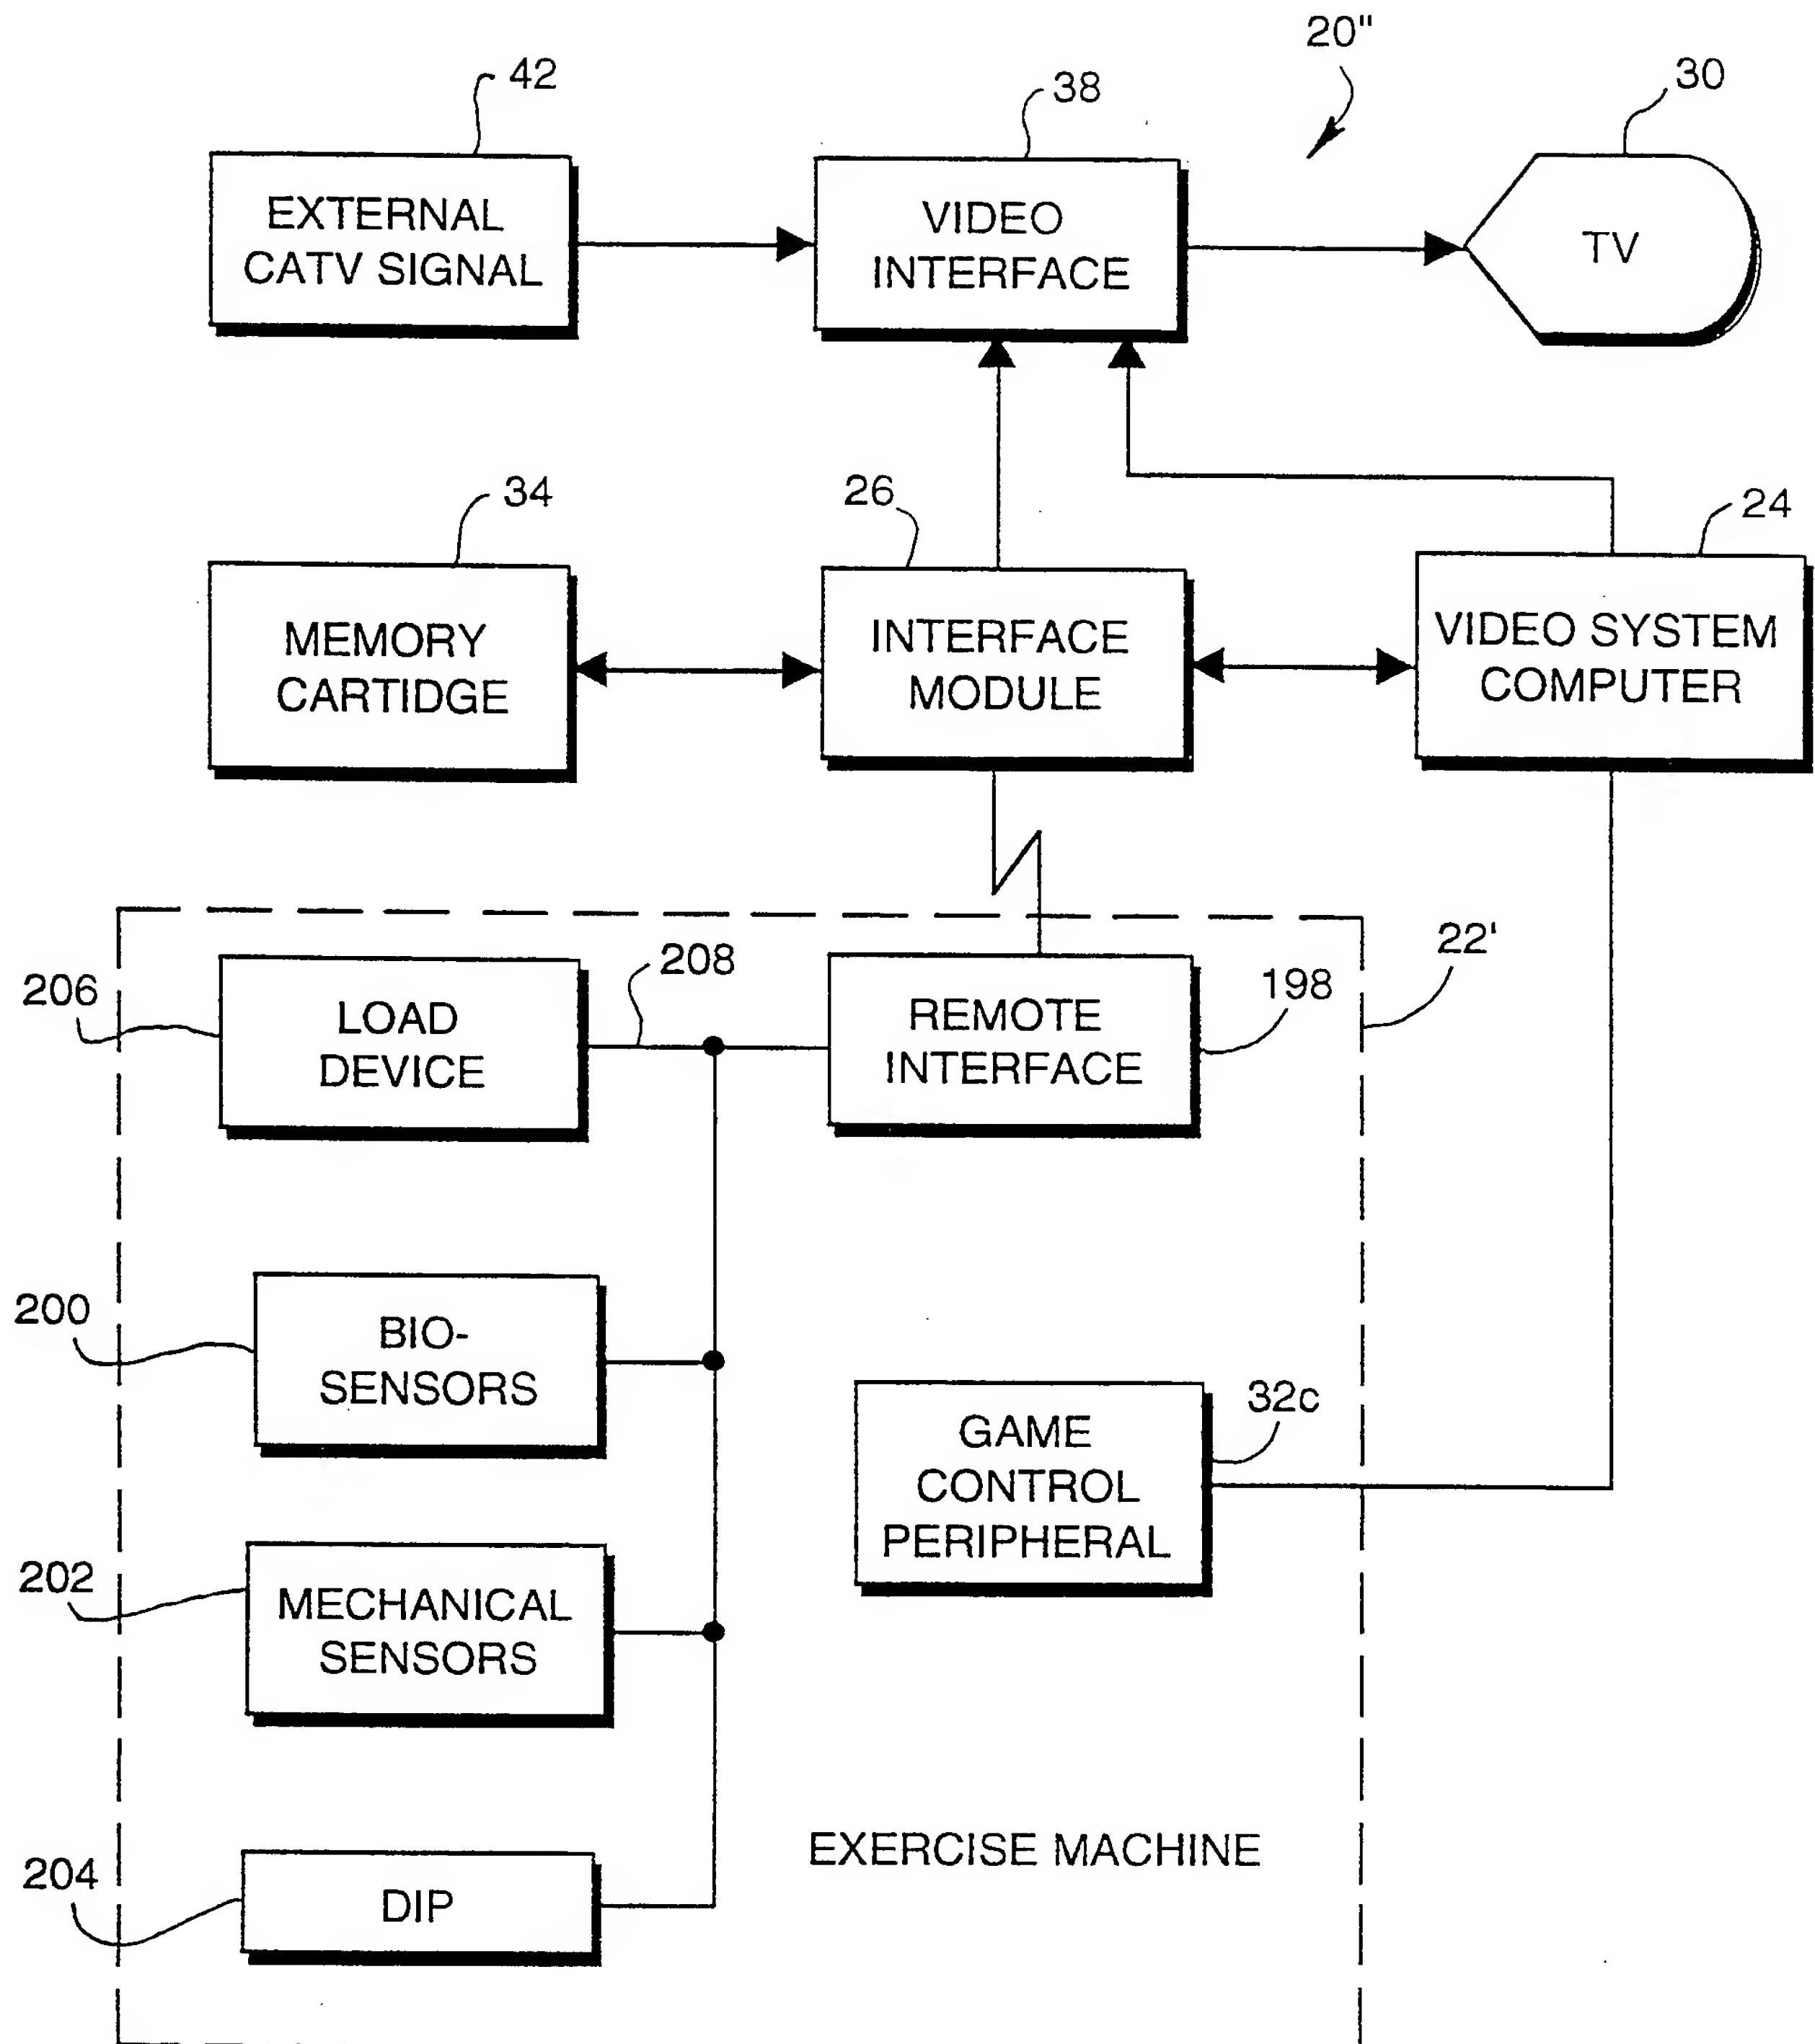 20"
42
38
30
EXTERNAL
CATV SIGNAL
VIDEO
INTERFACE
TV
34
26
24
MEMORY
CARTIDGE
INTERFACE
MODULE
VIDEO SYSTEM
COMPUTER
22'
206
LOAD
DEVICE
208
REMOTE
INTERFACE
198
200
BIO-
SENSORS
GAME
CONTROL
PERIPHERAL
32c
202
MECHANICAL
SENSORS
204
DIP
EXERCISE MACHINE